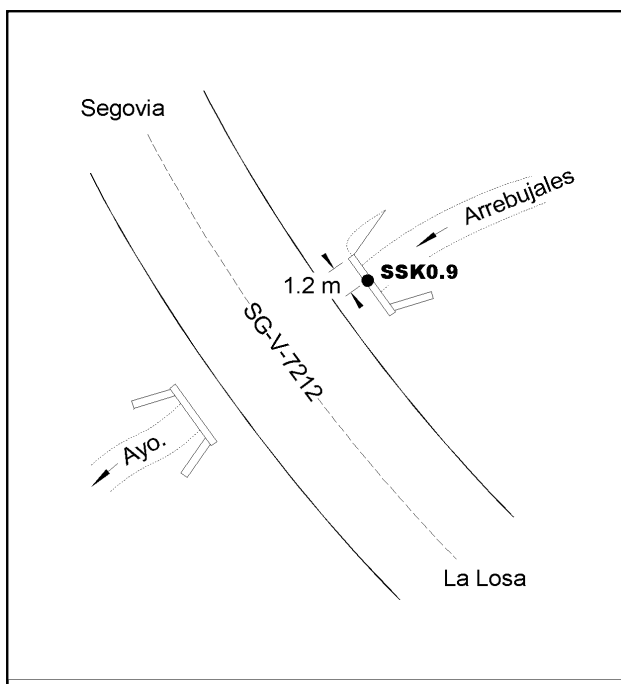 Segovia
Arrebujales
SSK0.9
1.2 m
SG-V-7212
Ayo.
La Losa